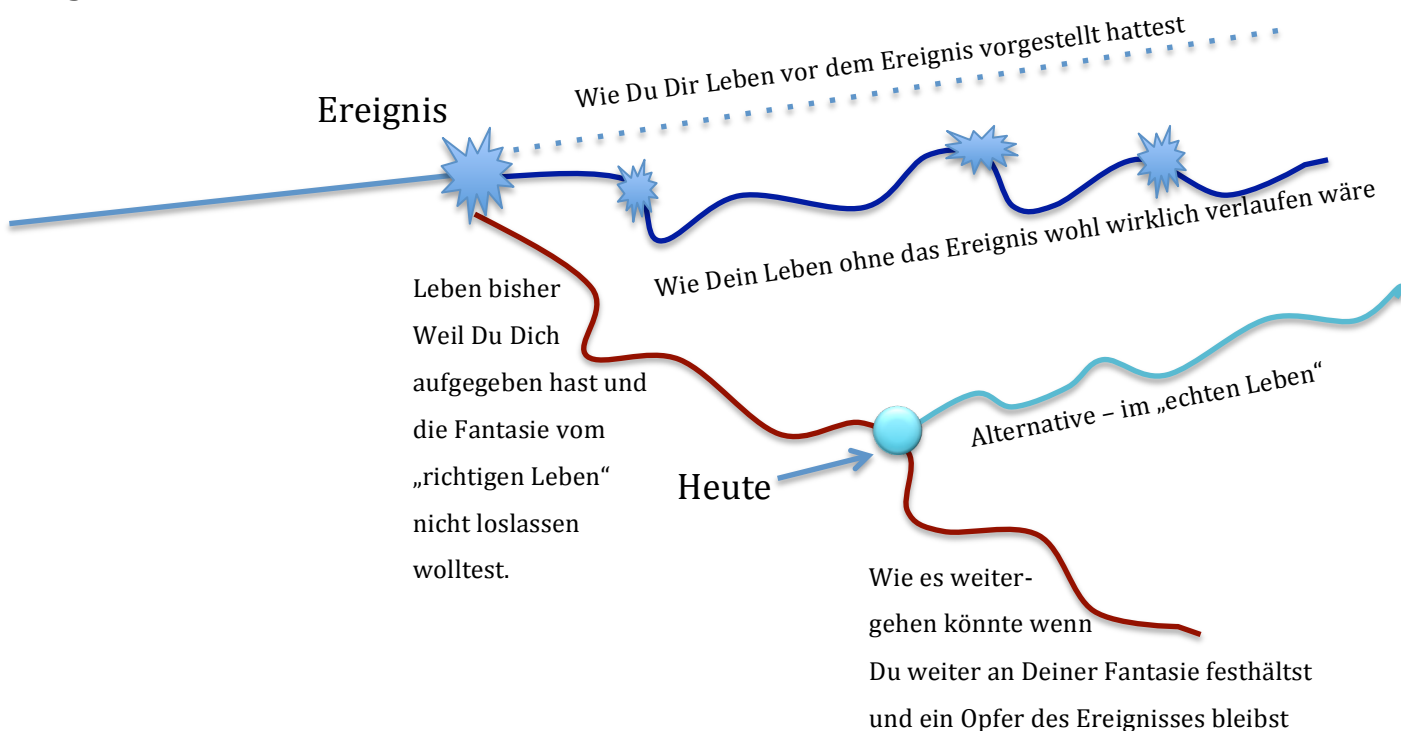 Wie Du Dir Leben vor dem Ereignis vorgestellt hattest
Ereignis
Wie Dein Leben ohne das Ereignis wohl wirklich verlaufen wäre
Leben bisher
Weil Du Dich
aufgegeben hast und
die Fantasie vom
„richtigen Leben“
nicht loslassen
wolltest.
Alternative – im „echten Leben“
Heute
Wie es weiter-
gehen könnte wenn
Du weiter an Deiner Fantasie festhältst
und ein Opfer des Ereignisses bleibst